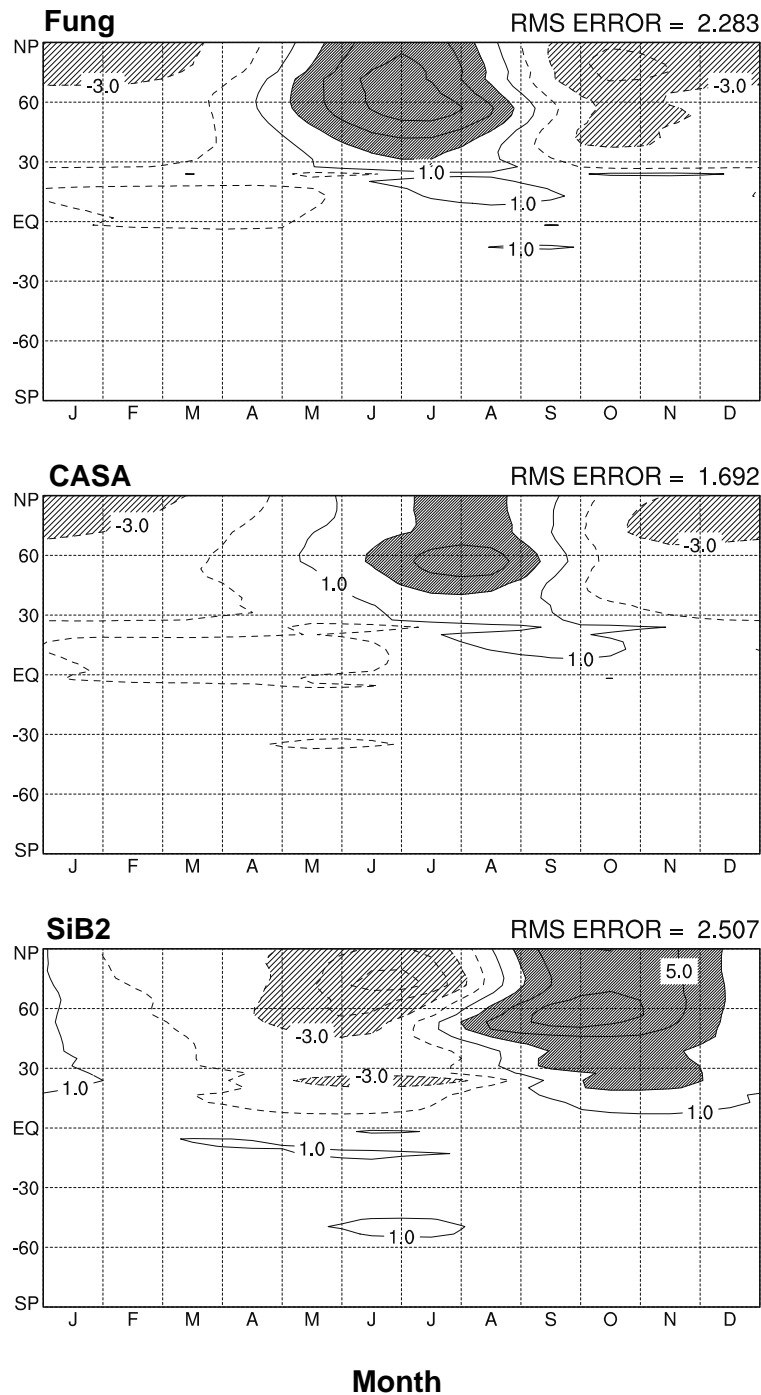 Fung RMS ERROR = 2.283
NP
-3.0 -3.0
60
30
1.0
1.0
EQ
1.0
-30
-60
SP
J F M A M J J A S O N D
CASA RMS ERROR = 1.692
NP
-3.0 -3.0
60
1.0
30
1.0
EQ
-30
-60
SP
J F M A M J J A S O N D
SiB2 RMS ERROR = 2.507
NP
5.0
60
-3.0
30
-3.0
1.0 1.0
EQ
1.0
-30
1.0
-60
SP
J F M A M J J A S O N D
Month